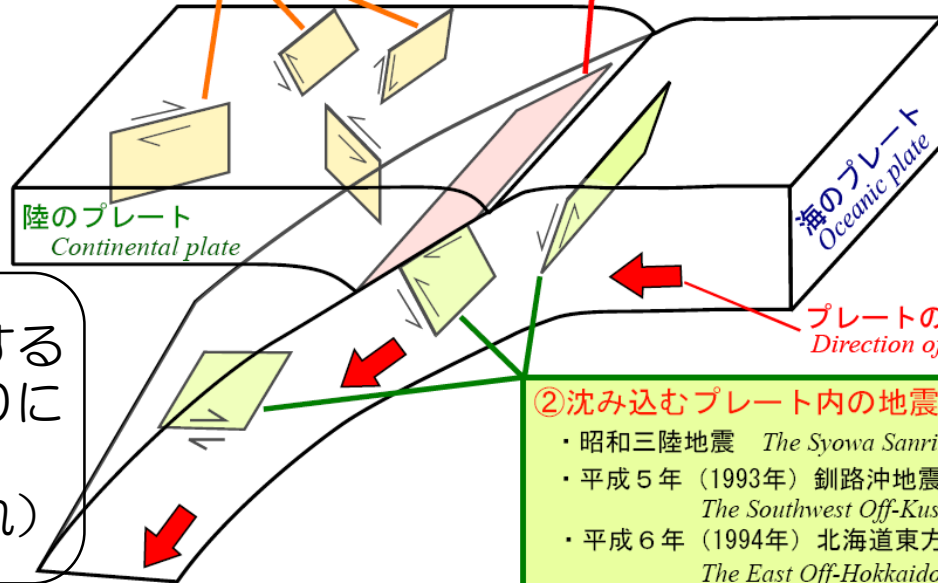 陸のプレート
Continental plate
海のプレート
Oceanic plate
する
りに
れ）
プレートの
Direction of
②沈み込むプレート内の地震
・昭和三陸地震 The Syowa Sanri
・平成５年（1993年）釧路沖地震
The Southwest Off-Kus
・平成６年（1994年）北海道東方
The East Off-Hokkaido